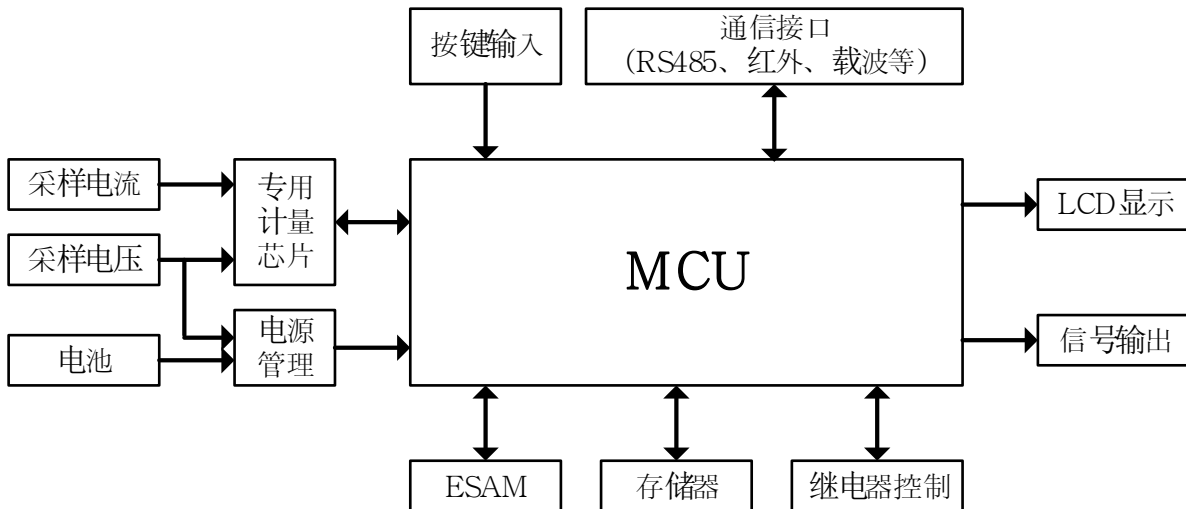 按键输入
通信接口
（RS485、红外、载波等）
采样电流
专用
计量
芯片
LCD显示
采样电压
MCU
电源
管理
信号输出
电池
ESAM
存储器
继电器控制